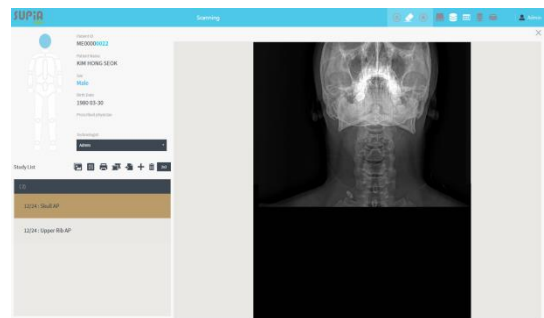 SUPiA
Scanning
Admin
Patient ID
ME00000022
Patient Name
KIM HONG SEOK
Sex
Male
Birth Date
1980-03-30
Prescribed physician
Radiologist
Admin
Study List
12/24 : Skull AP
12/24 : Upper Rib AP